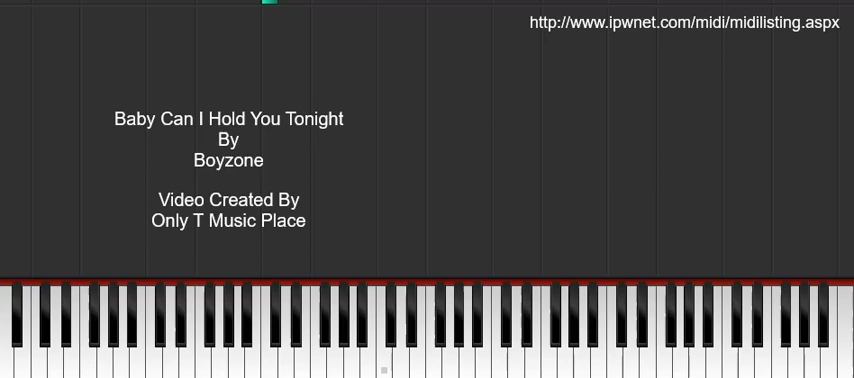 http://www.ipwnet.com/midi/midilisting.aspx
Baby Can I Hold You Tonight
By
Boyzone
Video Created By
Only T Music Place